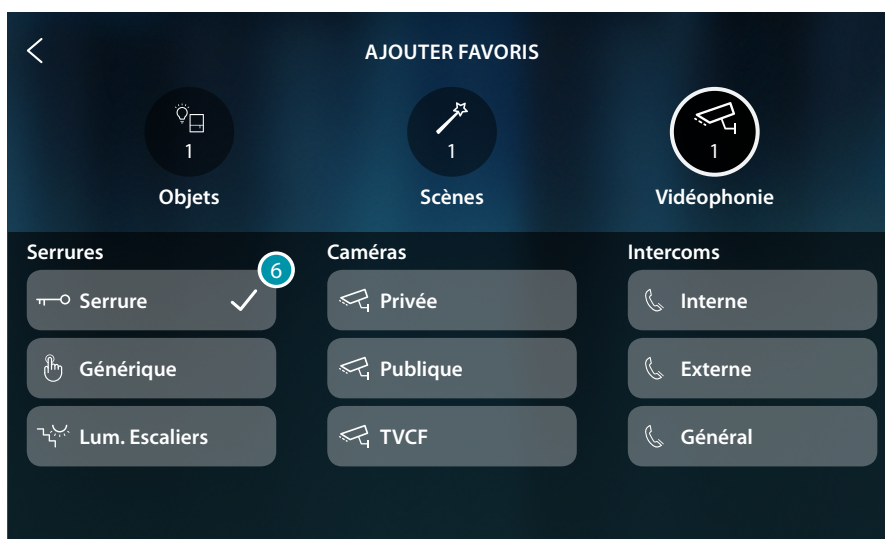 AJOUTER FAVORIS
1 1 1
Objets Scènes Vidéophonie
Serrures Caméras Intercoms
6
Serrure Privée Interne
Générique Publique Externe
Lum. Escaliers TVCF Général